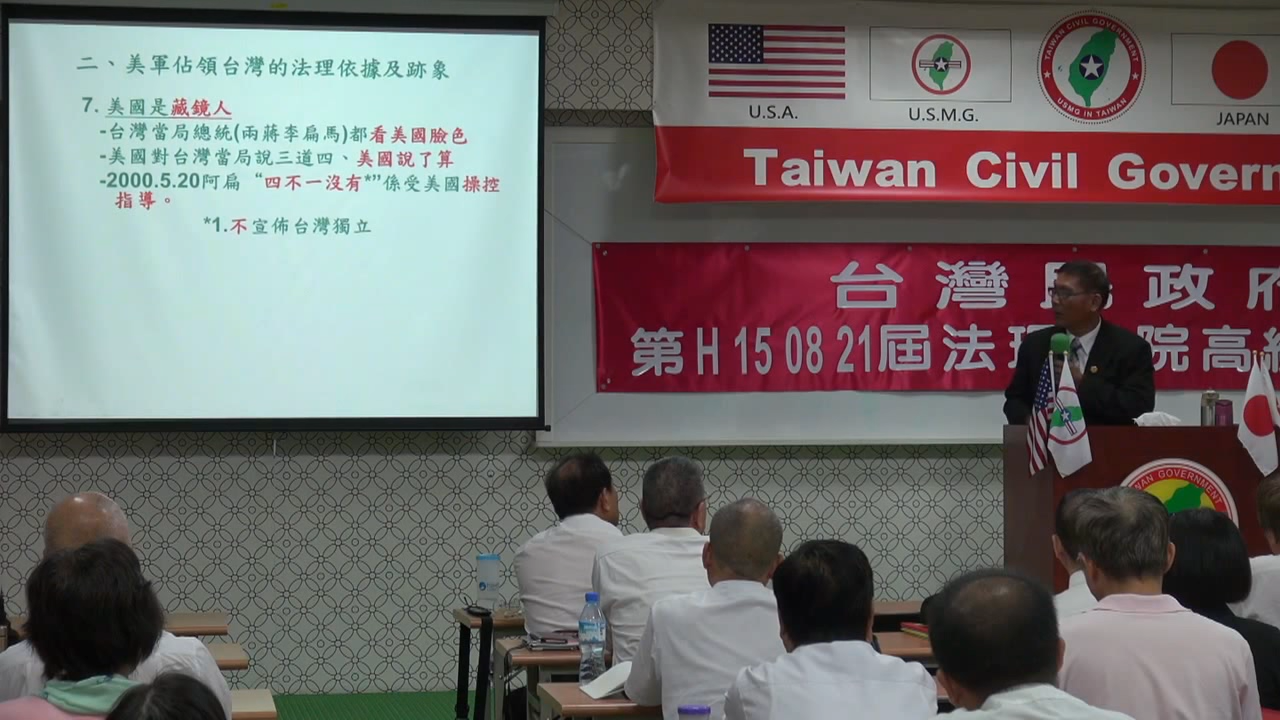 二、美軍佔領台灣的法理依據及跡象
7. 美國是藏鏡人
-台灣當局總統(兩蔣李扁馬)都看美國臉色
-美國對台灣當局說三道四、美國說了算
-2000.5.20阿扁“四不一沒有*”係受美國操控
指導。
*1.不宣佈台灣獨立
U.S.A.
U.S.M.G.
TAIWAN CIVIL GOVERNMENT
USMG IN TAIWAN
JAPAN
Taiwan Civil Govern
台灣民政府
第H 15 08 21屆法理 院高
WAN GOVERNMENT